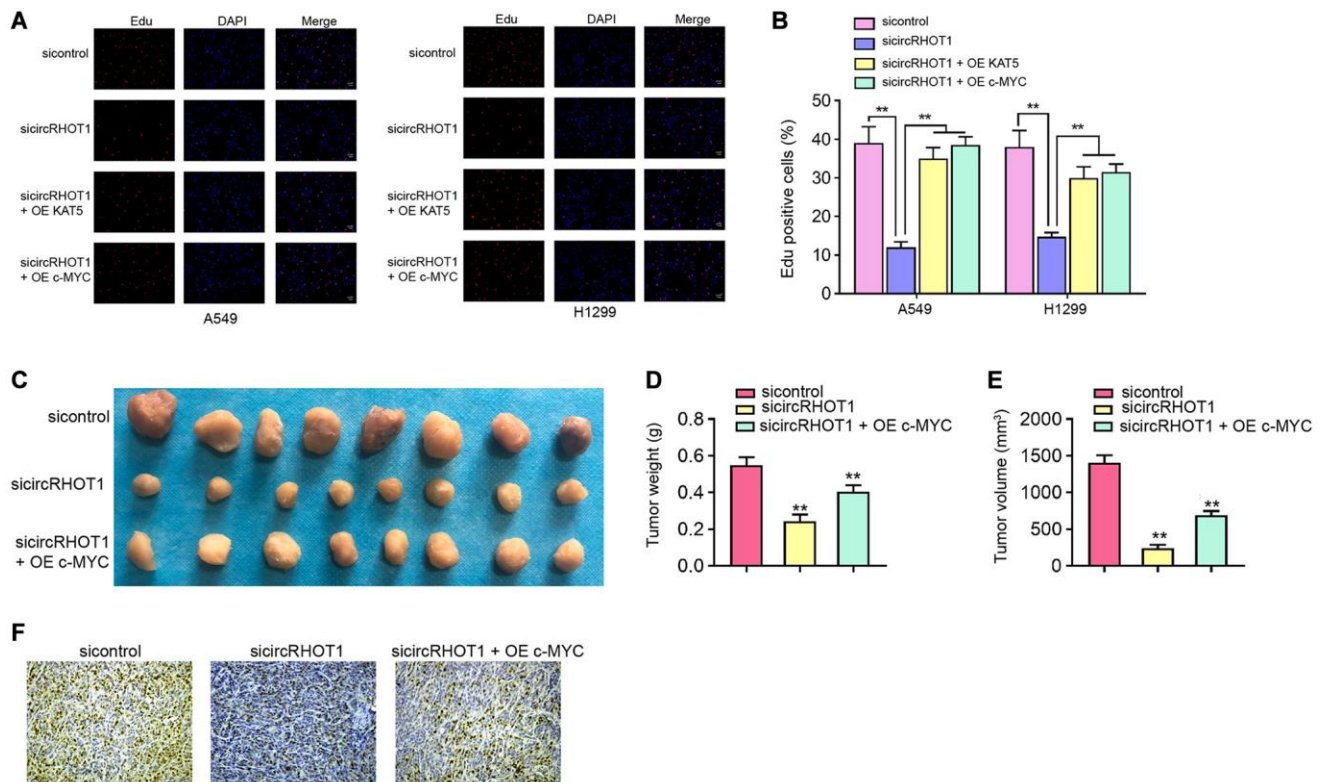 A
Edu DAPI Merge
sicontrol
sicircRHOT1
sicircRHOT1
+ OE KAT5
sicircRHOT1
+ OE c-MYC
A549
Edu DAPI Merge
sicontrol
sicircRHOT1
sicircRHOT1
+ OE KAT5
sicircRHOT1
+ OE c-MYC
H1299
B
sicontrol
sicircRHOT1
sicircRHOT1 + OE KAT5
sicircRHOT1 + OE c-MYC
Edu positive cells (%)
50
40
30
20
10
0
** ** ** **
A549 H1299
C
sicontrol
sicircRHOT1
sicircRHOT1
+ OE c-MYC
D
sicontrol
sicircRHOT1
sicircRHOT1 + OE c-MYC
Tumor weight (g)
0.8
0.6
0.4
0.2
0.0
** **
E
sicontrol
sicircRHOT1
sicircRHOT1 + OE c-MYC
Tumor volume (mm³)
2000
1500
1000
500
0
** **
F
sicontrol sicircRHOT1 sicircRHOT1 + OE c-MYC